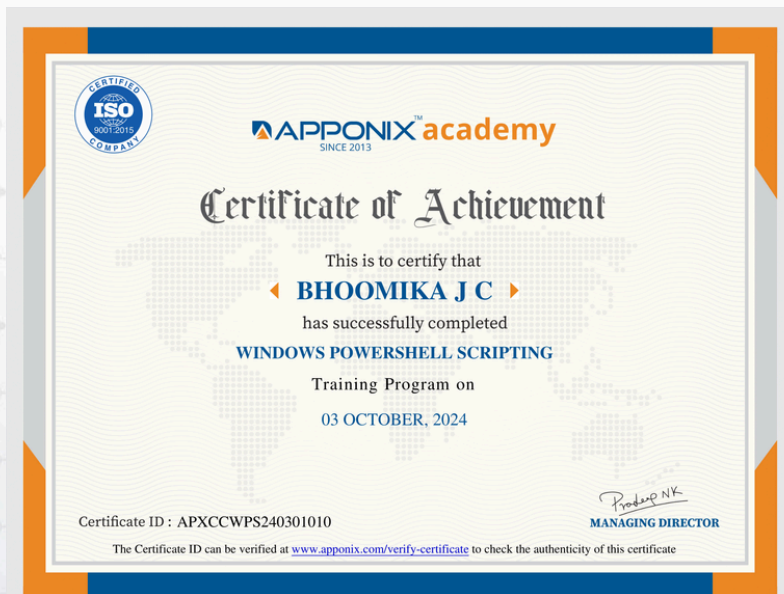 CERTIFIED
ISO
9001:2015
COMPANY
APPONIX™ academy
SINCE 2013
Certificate of Achievement
This is to certify that
BHOOMIKA J C
has successfully completed
WINDOWS POWERSHELL SCRIPTING
Training Program on
03 OCTOBER, 2024
Pradeep NK
Certificate ID : APXCCWPS240301010
MANAGING DIRECTOR
The Certificate ID can be verified at www.apponix.com/verify-certificate to check the authenticity of this certificate